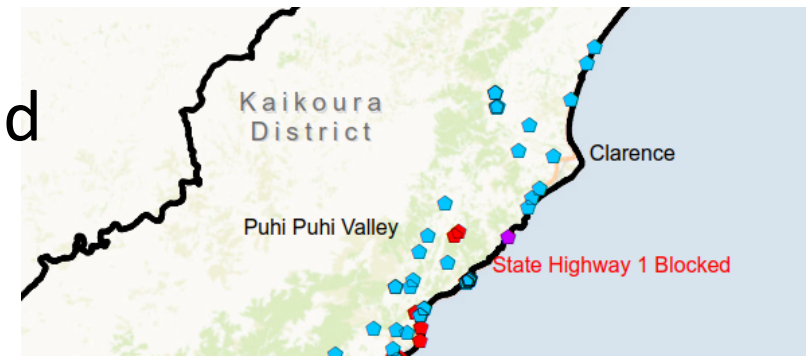 d
Kaikoura
District
Clarence
Puhi Puhi Valley
State Highway 1 Blocked